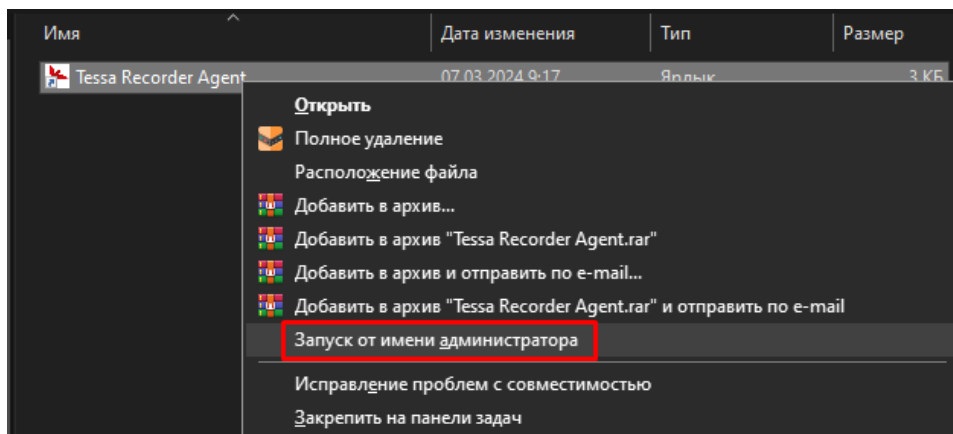 Имя Дата изменения Тип Размер
Tessa Recorder Agent 07.03.2024 9:17 Ярлык 3 КБ
Открыть
Полное удаление
Расположение файла
Добавить в архив...
Добавить в архив "Tessa Recorder Agent.rar"
Добавить в архив и отправить по e-mail...
Добавить в архив "Tessa Recorder Agent.rar" и отправить по e-mail
Запуск от имени администратора
Исправление проблем с совместимостью
Закрепить на панели задач